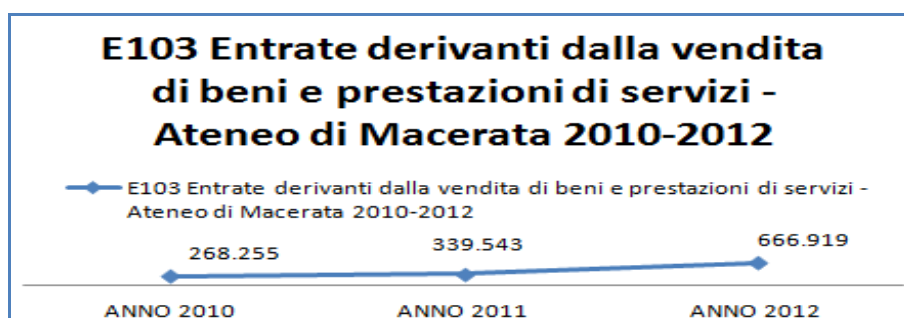 E103 Entrate derivanti dalla vendita
di beni e prestazioni di servizi -
Ateneo di Macerata 2010-2012
E103 Entrate derivanti dalla vendita di beni e prestazioni di servizi -
Ateneo di Macerata 2010-2012
268.255 339.543 666.919
ANNO 2010 ANNO 2011 ANNO 2012